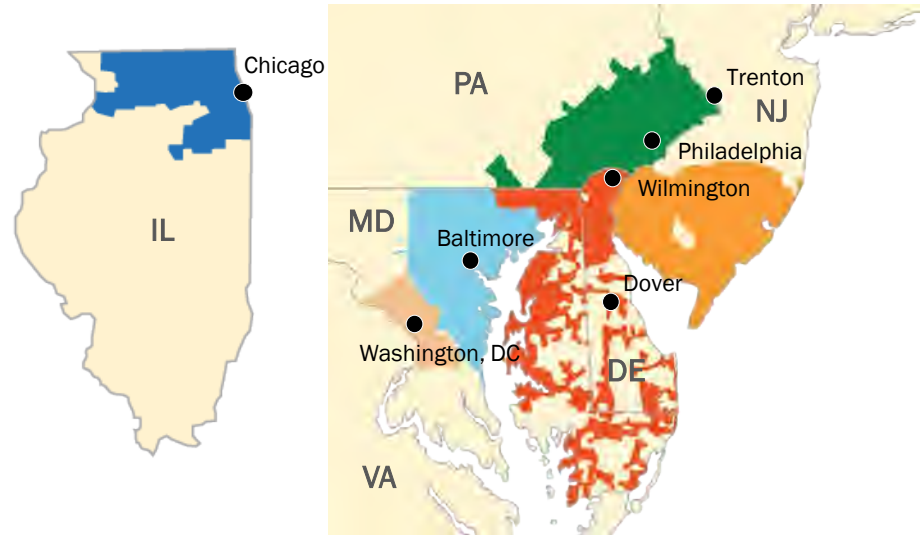 Chicago
IL
PA
Trenton
NJ
Philadelphia
Wilmington
MD
Baltimore
Dover
Washington, DC
DE
VA